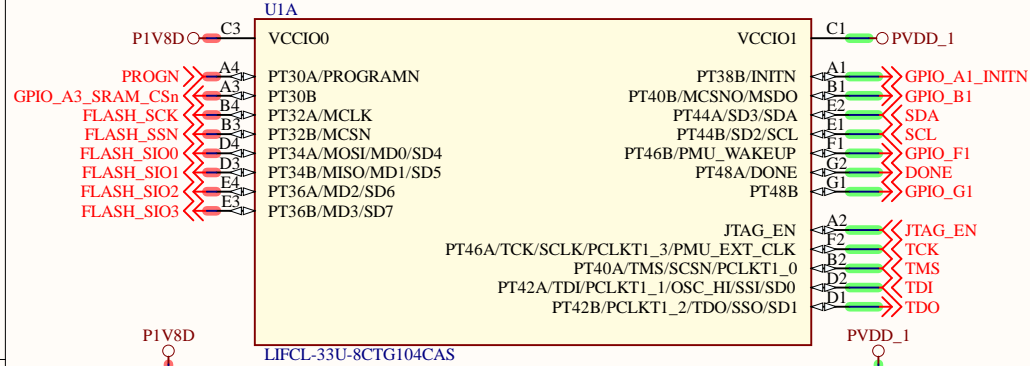 U1A
P1V8D C3 VCCIO0 VCCIO1 C1 PVDD_1
PROGN A4 PT30A/PROGRAMN PT38B/INITN A1 GPIO_A1_INITN
GPIO_A3_SRAM_CSn A3 PT30B PT40B/MCSNO/MSDO B1 GPIO_B1
FLASH_SCK B4 PT32A/MCLK PT44A/SD3/SDA E2 SDA
FLASH_SSN B3 PT32B/MCSN PT44B/SD2/SCL E1 SCL
FLASH_SIO0 D4 PT34A/MOSI/MD0/SD4 PT46B/PMU_WAKEUP F1 GPIO_F1
FLASH_SIO1 D3 PT34B/MISO/MD1/SD5 PT48A/DONE G2 DONE
FLASH_SIO2 E4 PT36A/MD2/SD6 PT48B G1 GPIO_G1
FLASH_SIO3 E3 PT36B/MD3/SD7
JTAG_EN A2 JTAG_EN
PT46A/TCK/SCLK/PCLKT1_3/PMU_EXT_CLK F2 TCK
PT40A/TMS/SCSN/PCLKT1_0 B2 TMS
PT42A/TDI/PCLKT1_1/OSC_HI/SSI/SD0 D2 TDI
PT42B/PCLKT1_2/TDO/SSO/SD1 D1 TDO
P1V8D PVDD_1
LIFCL-33U-8CTG104CAS